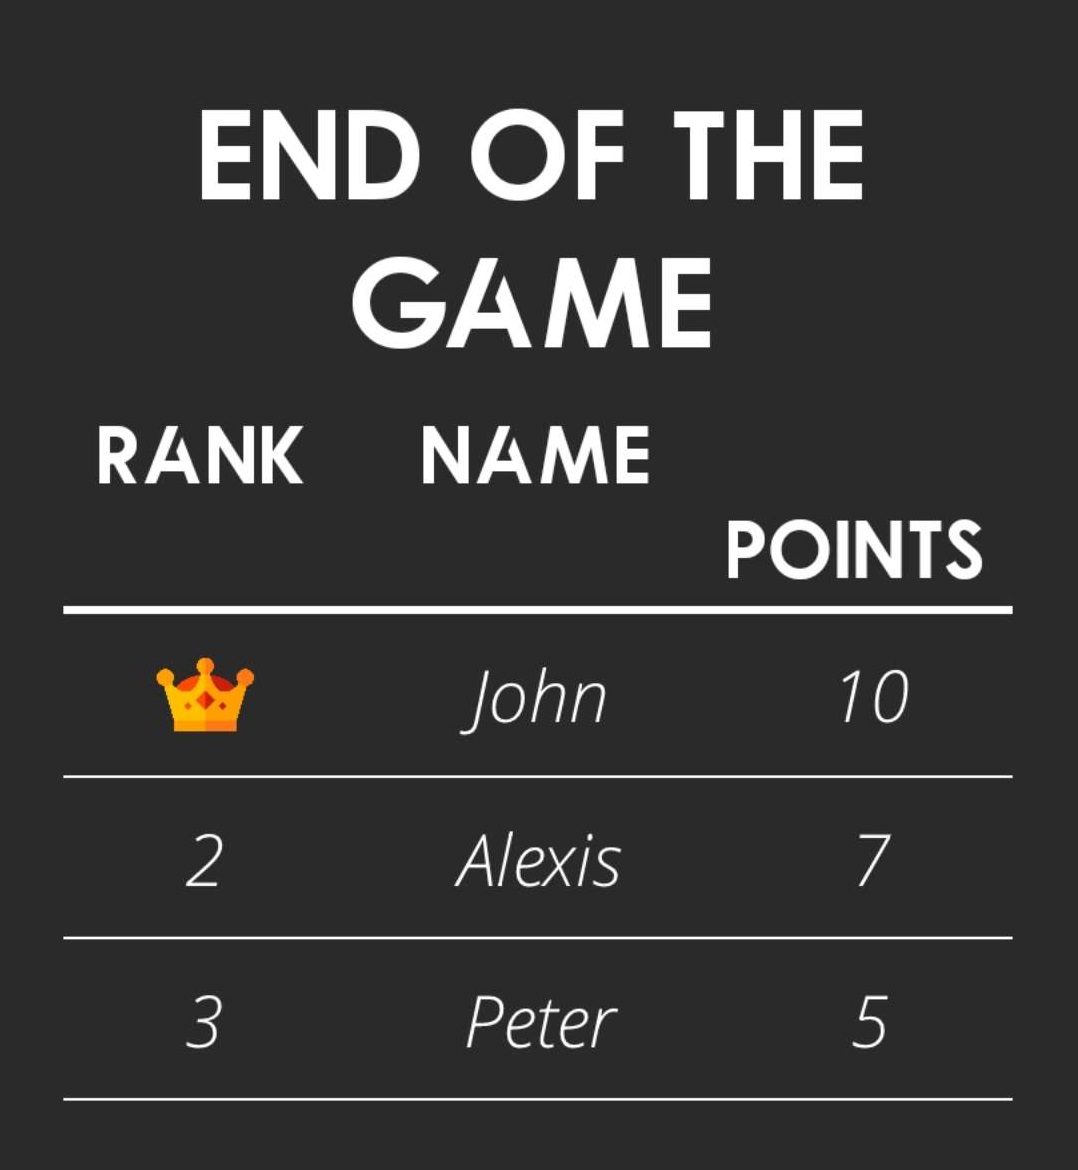 END OF THE
GAME
RANK NAME
POINTS
John 10
2 Alexis 7
3 Peter 5